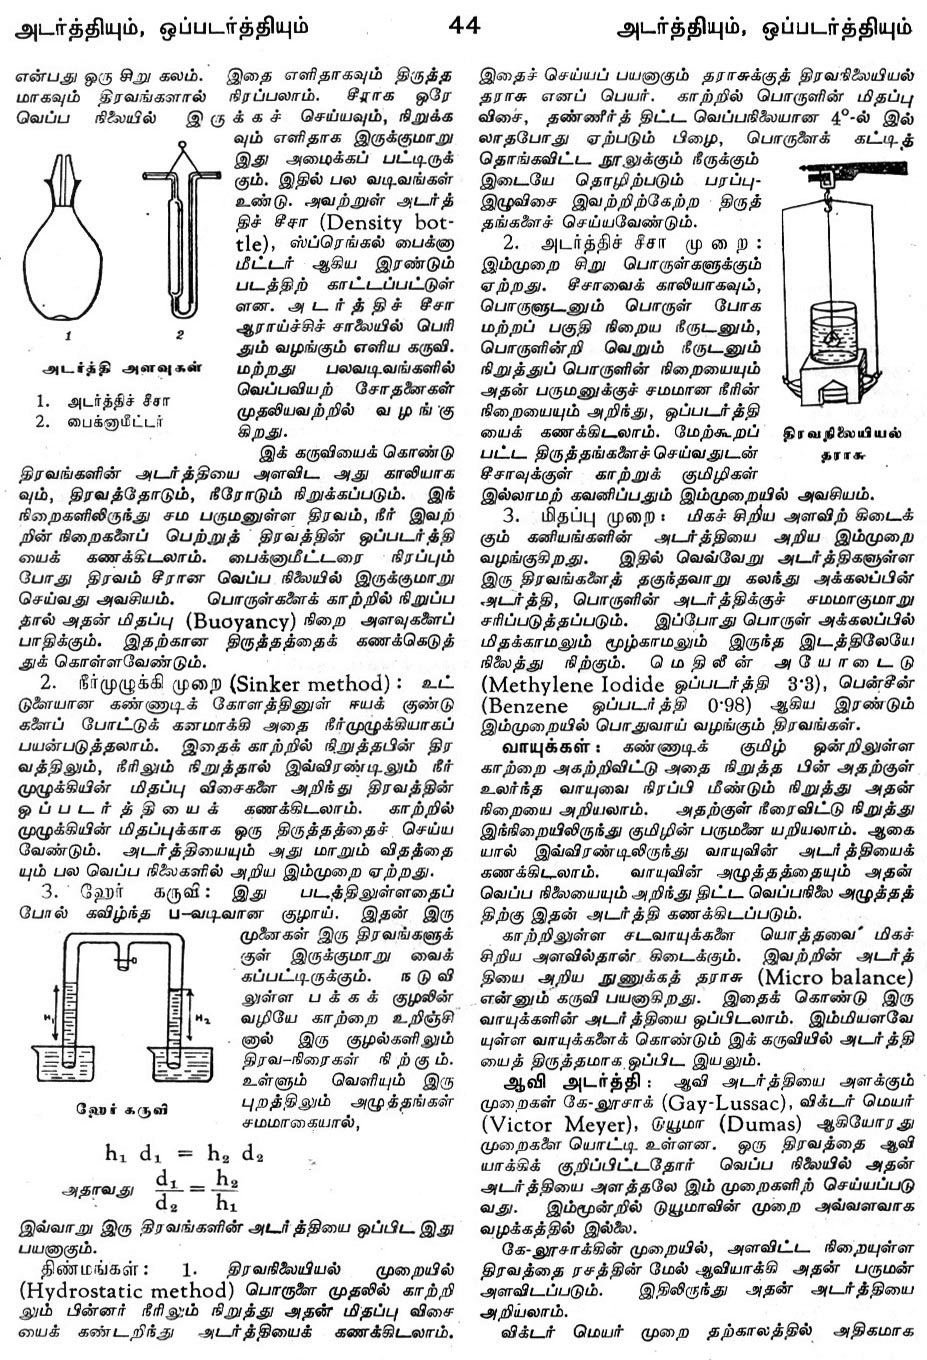 அடர்த்தியும், ஒப்படர்த்தியும்
44
அடர்த்தியும், ஒப்படர்த்தியும்
என்பது ஒரு சிறு கலம். இதை எளிதாகவும் திருத்த
மாகவும் திரவங்களால் நிரப்பலாம். சீராக ஒரே
வெப்ப நிலையில் இருக்கச் செய்யவும், நிறுக்க
வும் எளிதாக இருக்குமாறு
இது அமைக்கப் பட்டிருக்
கும். இதில் பல வடிவங்கள்
உண்டு. அவற்றுள் அடர்த்
திச் சீசா (Density bot-
tle), ஸ்ப்ரெங்கல் பைக்னா
மீட்டர் ஆகிய இரண்டும்
படத்திற் காட்டப்பட்டுள்
ளன. அடர்த்திச் சீசா
ஆராய்ச்சிச் சாலையில் பெரி
தும் வழங்கும் எளிய கருவி.
மற்றது பலவடிவங்களில்
வெப்பவியற் சோதனைகள்
முதலியவற்றில் வழங்கு
கிறது.
1
2
அடர்த்தி அளவுகள்
1. அடர்த்திச் சீசா
2. பைக்னாமீட்டர்
இக் கருவியைக் கொண்டு
திரவங்களின் அடர்த்தியை அளவிட அது காலியாக
வும், திரவத்தோடும், நீரோடும் நிறுக்கப்படும். இந்
நிறைகளிலிருந்து சம பருமனுள்ள திரவம், நீர் இவற்
றின் நிறைகளைப் பெற்றுத் திரவத்தின் ஒப்படர்த்தி
யைக் கணக்கிடலாம். பைக்னாமீட்டரை நிரப்பும்
போது திரவம் சீரான வெப்ப நிலையில் இருக்குமாறு
செய்வது அவசியம். பொருள்களைக் காற்றில் நிறுப்ப
தால் அதன் மிதப்பு (Buoyancy) நிறை அளவுகளைப்
பாதிக்கும். இதற்கான திருத்தத்தைக் கணக்கெடுத்
துக் கொள்ளவேண்டும்.
2. நீர்முழுக்கி முறை (Sinker method) : உட்
டுளையான கண்ணாடிக் கோளத்தினுள் ஈயக் குண்டு
களைப் போட்டுக் கனமாக்கி அதை நீர்முழுக்கியாகப்
பயன்படுத்தலாம். இதைக் காற்றில் நிறுத்தபின் திர
வத்திலும், நீரிலும் நிறுத்தால் இவ்விரண்டிலும் நீர்
முழுக்கியின் மிதப்பு விசைகளை அறிந்து திரவத்தின்
ஒப்படர்த்தியைக் கணக்கிடலாம். காற்றில்
முழுக்கியின் மிதப்புக்காக ஒரு திருத்தத்தைச் செய்ய
வேண்டும். அடர்த்தியையும் அது மாறும் விதத்தை
யும் பல வெப்ப நிலைகளில் அறிய இம்முறை ஏற்றது.
3. ஹேர் கருவி : இது படத்திலுள்ளதைப்
போல் கவிழ்ந்த ப-வடிவான குழாய். இதன் இரு
முனைகள் இரு திரவங்களுக்
குள் இருக்குமாறு வைக்
கப்பட்டிருக்கும். நடுவி
லுள்ள பக்கக் குழலின்
வழியே காற்றை உறிஞ்சி
னால் இரு குழல்களிலும்
திரவ-நிரைகள் நிற்கும்.
உள்ளும் வெளியும் இரு
புறத்திலும் அழுத்தங்கள்
சமமாகையால்,
H₁
H₂
ஹேர் கருவி
h₁ d₁ = h₂ d₂
அதாவது d₁/d₂ = h₂/h₁
இவ்வாறு இரு திரவங்களின் அடர்த்தியை ஒப்பிட இது
பயனாகும்.
திண்மங்கள் : 1. திரவநிலையியல் முறையில்
(Hydrostatic method) பொருளை முதலில் காற்றி
லும் பின்னர் நீரிலும் நிறுத்து அதன் மிதப்பு விசை
யைக் கண்டறிந்து அடர்த்தியைக் கணக்கிடலாம்.
இதைச் செய்யப் பயனாகும் தராசுக்குத் திரவநிலையியல்
தராசு எனப் பெயர். காற்றில் பொருளின் மிதப்பு
விசை, தண்ணீர்த் திட்ட வெப்பநிலையான 4°-ல் இல்
லாதபோது ஏற்படும் பிழை, பொருளைக் கட்டித்
தொங்கவிட்ட நூலுக்கும் நீருக்கும்
இடையே தொழிற்படும் பரப்பு-
இழுவிசை இவற்றிற்கேற்ற திருத்
தங்களைச் செய்யவேண்டும்.
2. அடர்த்திச் சீசா முறை :
இம்முறை சிறு பொருள்களுக்கும்
ஏற்றது. சீசாவைக் காலியாகவும்,
பொருளுடனும் பொருள் போக
மற்றப் பகுதி நிறைய நீருடனும்,
பொருளின்றி வெறும் நீருடனும்
நிறுத்துப் பொருளின் நிறையையும்
அதன் பருமனுக்குச் சமமான நீரின்
நிறையையும் அறிந்து, ஒப்படர்த்தி
யைக் கணக்கிடலாம். மேற்கூறப்
பட்ட திருத்தங்களைச் செய்வதுடன்
சீசாவுக்குள் காற்றுக் குமிழிகள்
இல்லாமற் கவனிப்பதும் இம்முறையில் அவசியம்.
திரவநிலையியல்
தராசு
3. மிதப்பு முறை : மிகச் சிறிய அளவிற் கிடைக்
கும் கனியங்களின் அடர்த்தியை அறிய இம்முறை
வழங்குகிறது. இதில் வெவ்வேறு அடர்த்திகளுள்ள
இரு திரவங்களைத் தகுந்தவாறு கலந்து அக்கலப்பின்
அடர்த்தி, பொருளின் அடர்த்திக்குச் சமமாகுமாறு
சரிப்படுத்தப்படும். இப்போது பொருள் அக்கலப்பில்
மிதக்காமலும் மூழ்காமலும் இருந்த இடத்திலேயே
நிலைத்து நிற்கும். மெதிலீன் அயோடைடு
(Methylene Iodide ஒப்படர்த்தி 3·3), பென்சீன்
(Benzene ஒப்படர்த்தி 0·98) ஆகிய இரண்டும்
இம்முறையில் பொதுவாய் வழங்கும் திரவங்கள்.
வாயுக்கள் : கண்ணாடிக் குமிழ் ஒன்றிலுள்ள
காற்றை அகற்றிவிட்டு அதை நிறுத்த பின் அதற்குள்
உலர்ந்த வாயுவை நிரப்பி மீண்டும் நிறுத்து அதன்
நிறையை அறியலாம். அதற்குள் நீரைவிட்டு நிறுத்து
இந்நிறையிலிருந்து குமிழின் பருமனை யறியலாம். ஆகை
யால் இவ்விரண்டிலிருந்து வாயுவின் அடர்த்தியைக்
கணக்கிடலாம். வாயுவின் அழுத்தத்தையும் அதன்
வெப்ப நிலையையும் அறிந்து திட்ட வெப்பநிலை அழுத்தத்
திற்கு இதன் அடர்த்தி கணக்கிடப்படும்.
காற்றிலுள்ள சடவாயுக்களை யொத்தவை மிகச்
சிறிய அளவில்தான் கிடைக்கும். இவற்றின் அடர்த்
தியை அறிய நுணுக்கத் தராசு (Micro balance)
என்னும் கருவி பயனாகிறது. இதைக் கொண்டு இரு
வாயுக்களின் அடர்த்தியை ஒப்பிடலாம். இம்மியளவே
யுள்ள வாயுக்களைக் கொண்டும் இக் கருவியில் அடர்த்தி
யைத் திருத்தமாக ஒப்பிட இயலும்.
ஆவி அடர்த்தி : ஆவி அடர்த்தியை அளக்கும்
முறைகள் கே-லூசாக் (Gay-Lussac), விக்டர் மெயர்
(Victor Meyer), டுயூமா (Dumas) ஆகியோரது
முறைகளை யொட்டி உள்ளன. ஒரு திரவத்தை ஆவி
யாக்கிக் குறிப்பிட்டதோர் வெப்ப நிலையில் அதன்
அடர்த்தியை அளத்தலே இம் முறைகளிற் செய்யப்படு
வது. இம்மூன்றில் டுயூமாவின் முறை அவ்வளவாக
வழக்கத்தில் இல்லை.
கே-லூசாக்கின் முறையில், அளவிட்ட நிறையுள்ள
திரவத்தை ரசத்தின் மேல் ஆவியாக்கி அதன் பருமன்
அளவிடப்படும். இதிலிருந்து அதன் அடர்த்தியை
அறியலாம்.
விக்டர் மெயர் முறை தற்காலத்தில் அதிகமாக